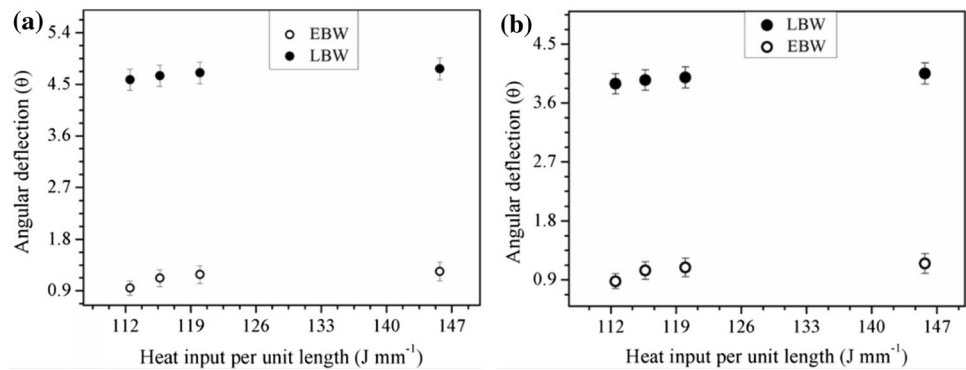 (a)
EBW
LBW
5.4
4.5
3.6
2.7
1.8
0.9
Angular deflection (θ)
112 119 126 133 140 147
Heat input per unit length (J mm⁻¹)
(b)
LBW
EBW
4.5
3.6
2.7
1.8
0.9
Angular deflection (θ)
112 119 126 133 140 147
Heat input per unit length (J mm⁻¹)